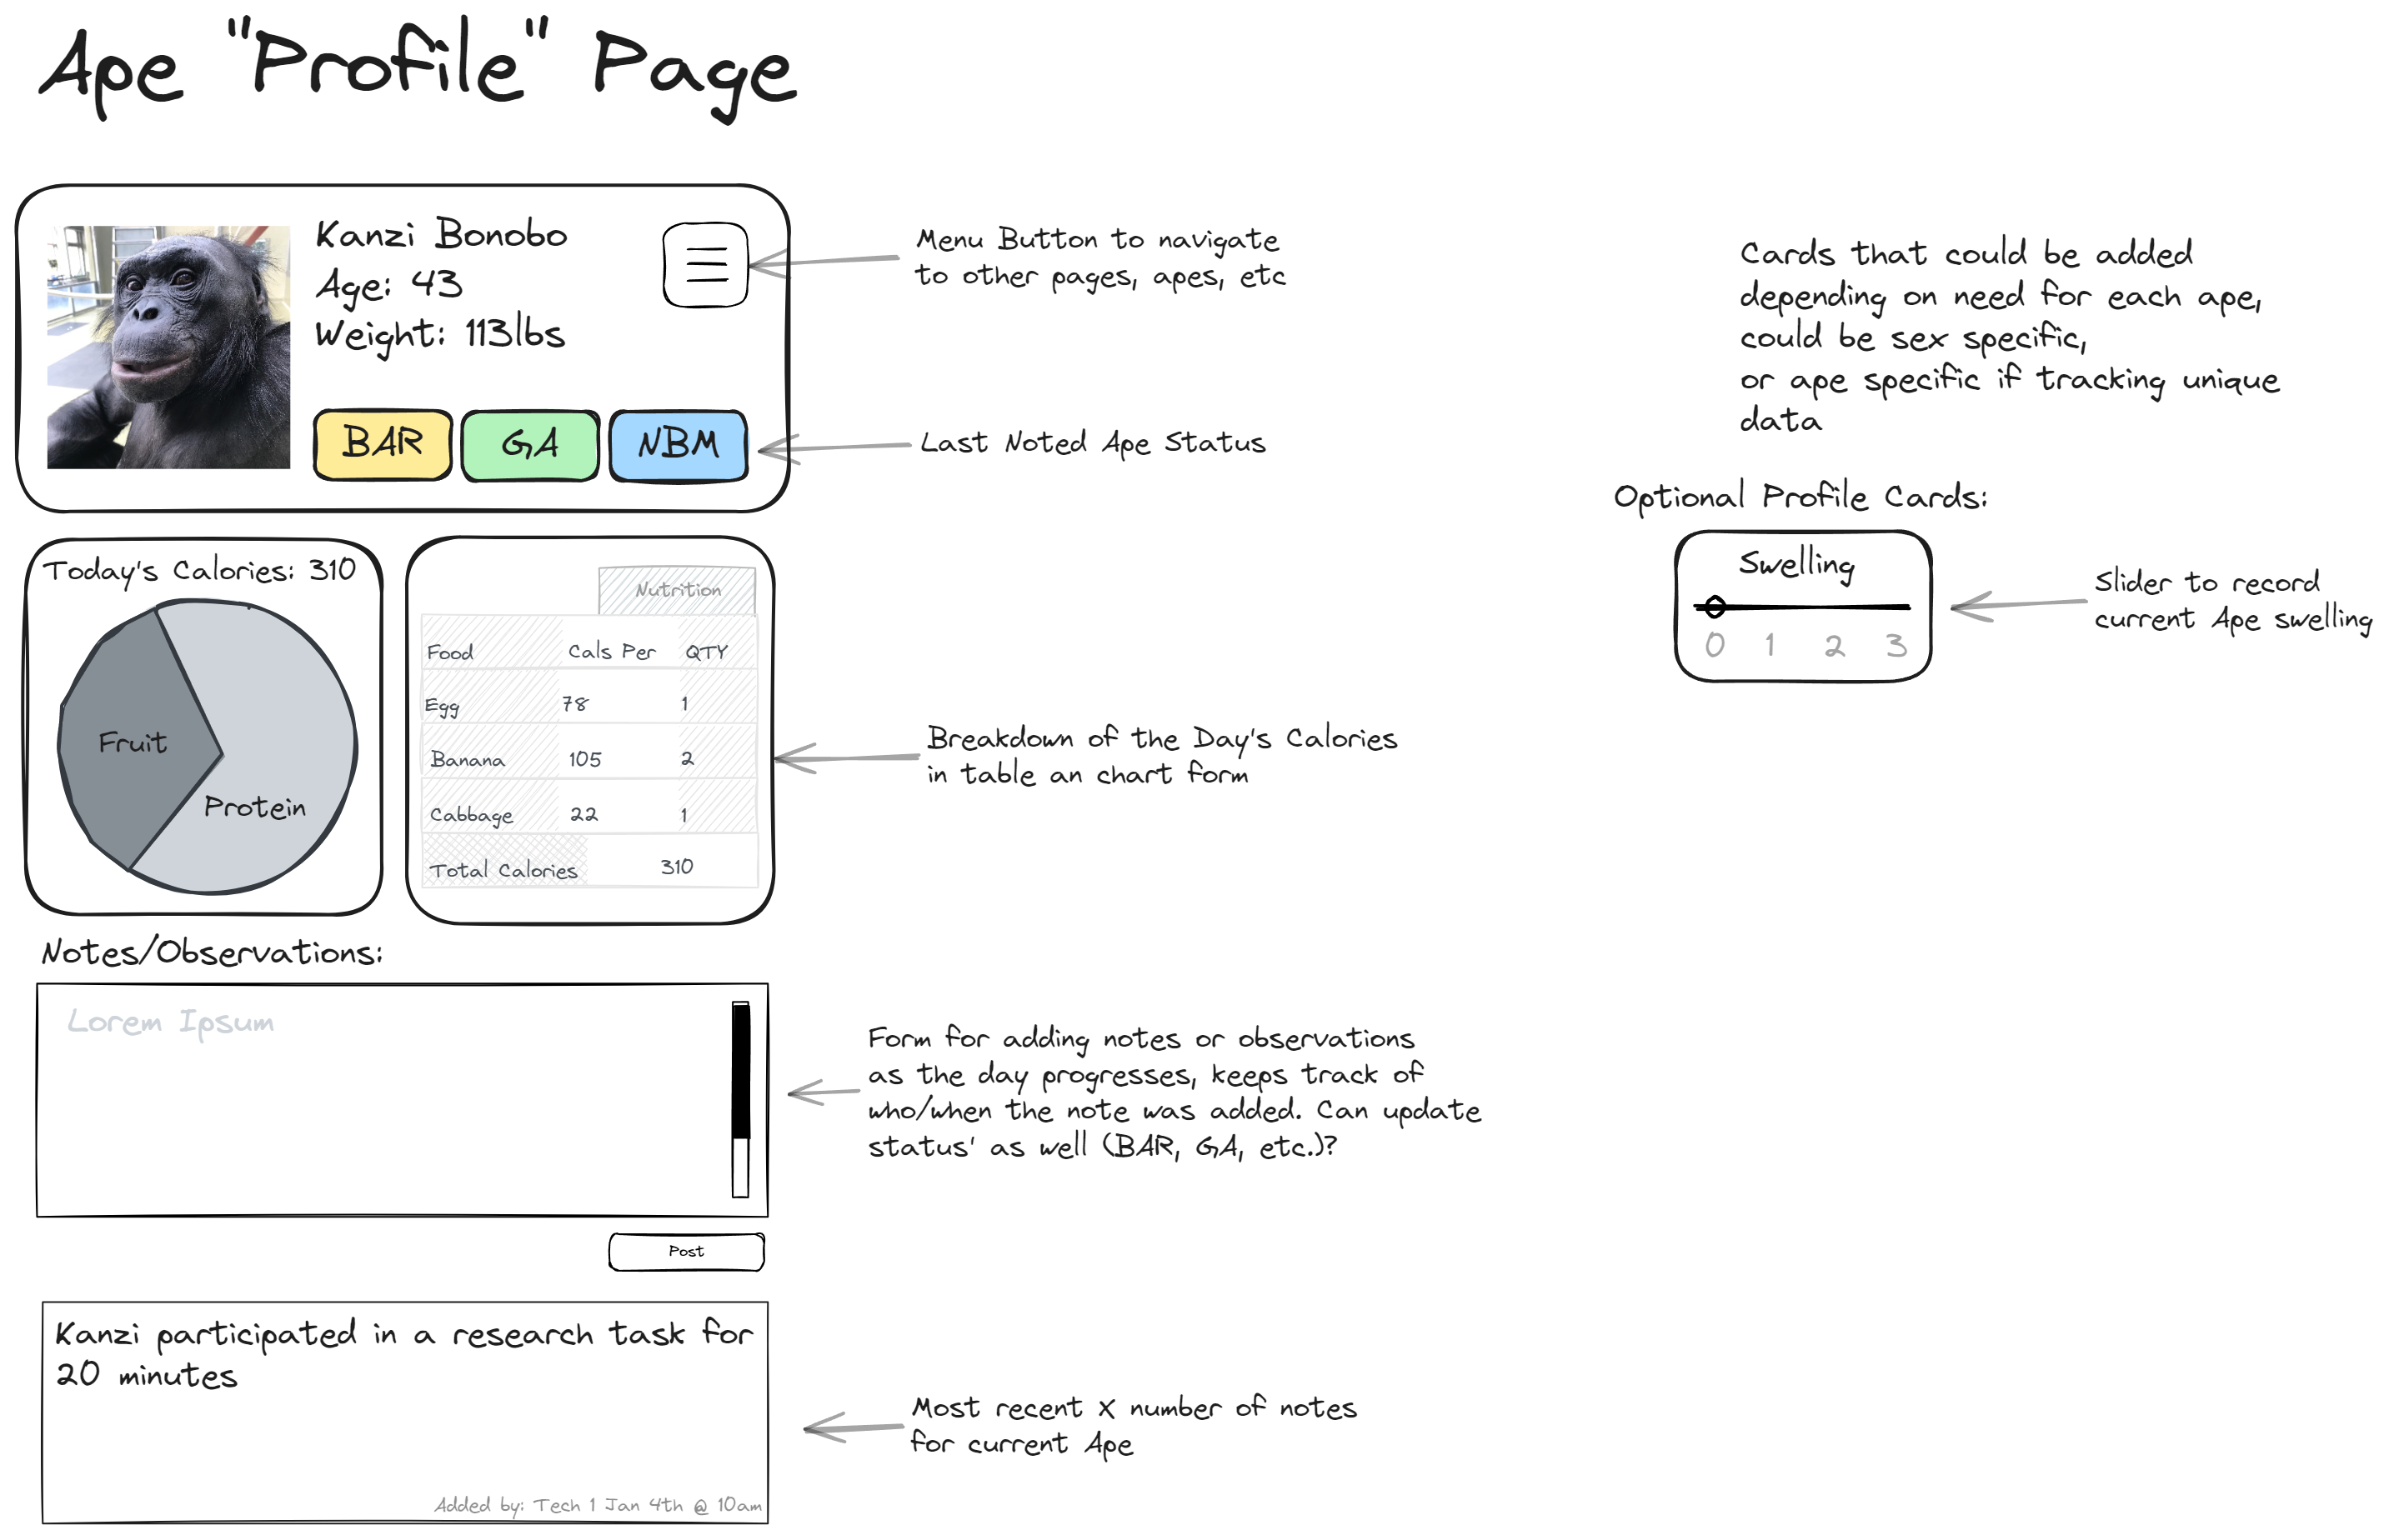 Ape "Profile" Page
Kanzi Bonobo
Age: 43
Weight: 113lbs
BAR
GA
NBM
Menu Button to navigate
to other pages, apes, etc
Last Noted Ape Status
Today's Calories: 310
Fruit
Protein
Nutrition
Food Cals Per QTY
Egg 78 1
Banana 105 2
Cabbage 22 1
Total Calories 310
Breakdown of the Day's Calories
in table an chart form
Notes/Observations:
Lorem Ipsum
Form for adding notes or observations
as the day progresses, keeps track of
who/when the note was added. Can update
status' as well (BAR, GA, etc.)?
Post
Kanzi participated in a research task for
20 minutes
Added by: Tech 1 Jan 4th @ 10am
Most recent X number of notes
for current Ape
Cards that could be added
depending on need for each ape,
could be sex specific,
or ape specific if tracking unique
data
Optional Profile Cards:
Swelling
0 1 2 3
Slider to record
current Ape swelling